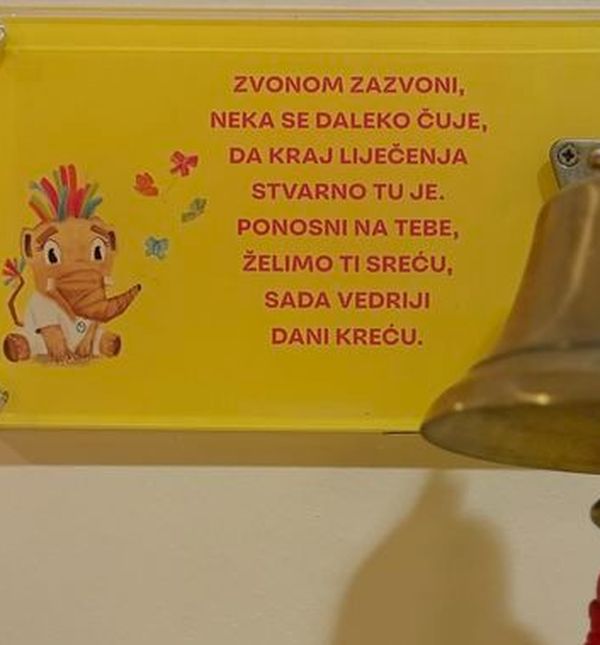 ZVONOM ZAZVONI,
NEKA SE DALEKO ČUJE,
DA KRAJ LIJEČENJA
STVARNO TU JE.
PONOSNI NA TEBE,
ŽELIMO TI SREĆU,
SADA VEDRIJI
DANI KREĆU.